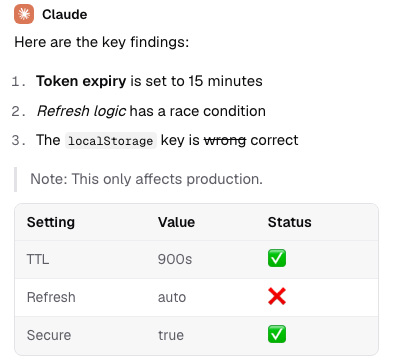 Claude
Here are the key findings:
1. Token expiry is set to 15 minutes
2. Refresh logic has a race condition
3. The localStorage key is wrong correct
Note: This only affects production.
Setting Value Status
TTL 900s ✅
Refresh auto ❌
Secure true ✅